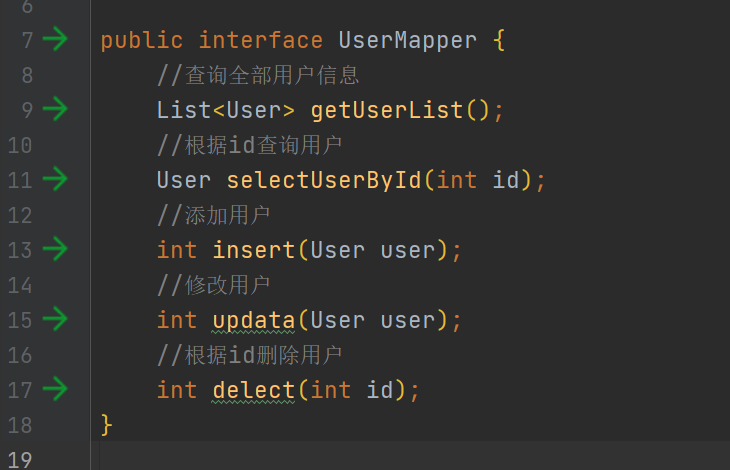 6
7 public interface UserMapper {
8 //查询全部用户信息
9 List<User> getUserList();
10 //根据id查询用户
11 User selectUserById(int id);
12 //添加用户
13 int insert(User user);
14 //修改用户
15 int updata(User user);
16 //根据id删除用户
17 int delect(int id);
18 }
19